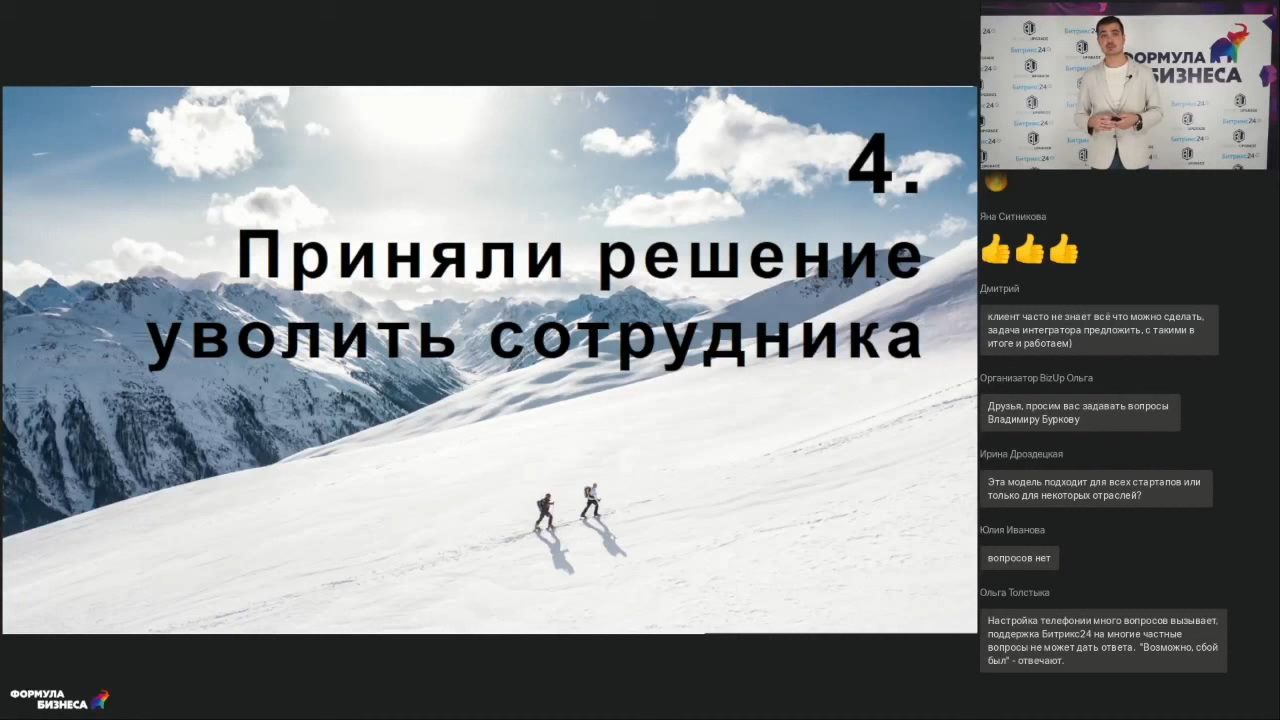 4.
Приняли решение
уволить сотрудника
ФОРМУЛА
БИЗНЕСА
Битрикс24
UPGRADE
ФОРМУЛА
БИЗНЕСА
Яна Ситникова
Дмитрий
клиент часто не знает всё что можно сделать,
задача интегратора предложить, с такими в
итоге и работаем)
Организатор BizUp Ольга
Друзья, просим вас задавать вопросы
Владимиру Буркову
Ирина Дроздецкая
Эта модель подходит для всех стартапов или
только для некоторых отраслей?
Юлия Иванова
вопросов нет
Ольга Толстыка
Настройка телефонии много вопросов вызывает,
поддержка Битрикс24 на многие частные
вопросы не может дать ответа. "Возможно, сбой
был" - отвечают.